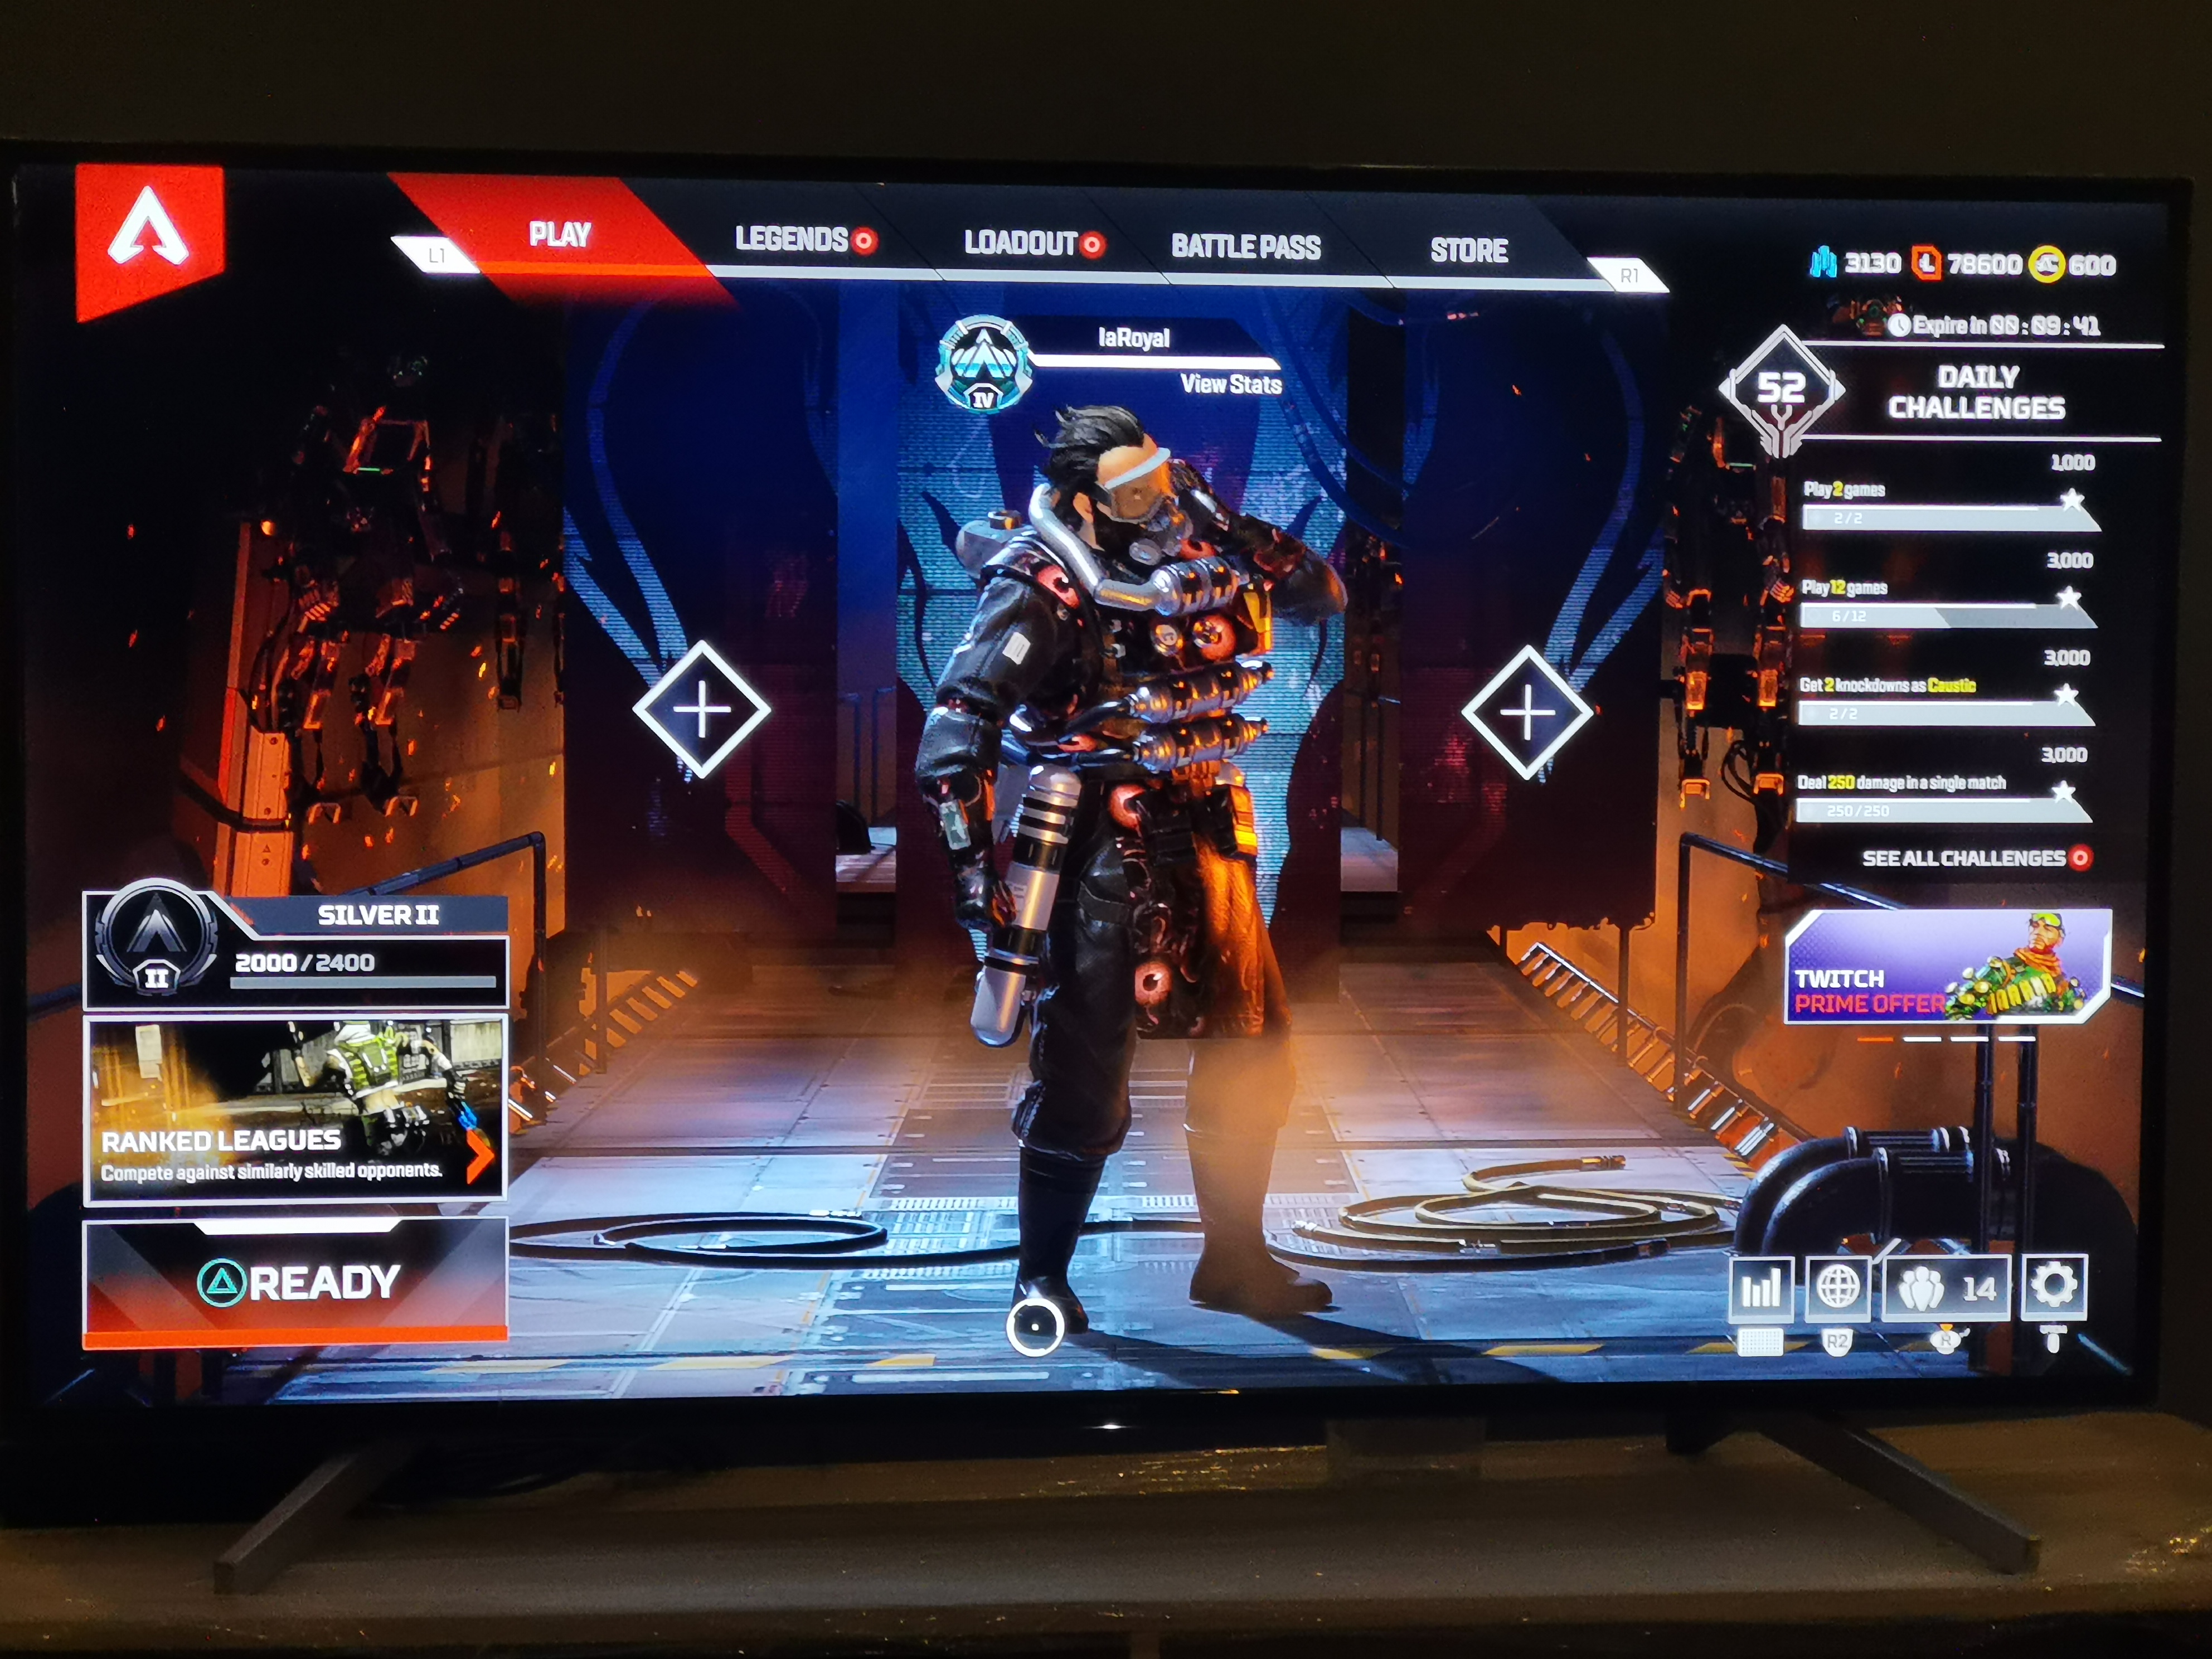 L1
PLAY
LEGENDS
LOADOUT
BATTLE PASS
STORE
R1
3130 78600 600
Expire in 00:09:41
laRoyal
View Stats
IV
52
DAILY
CHALLENGES
1,000
Play 2 games
2/2
3,000
Play 12 games
6/12
3,000
Get 2 knockdowns as Caustic
2/2
3,000
Deal 250 damage in a single match
250/250
SEE ALL CHALLENGES
TWITCH
PRIME OFFER
SILVER II
II
2000/2400
RANKED LEAGUES
Compete against similarly skilled opponents.
READY
14
R2
R